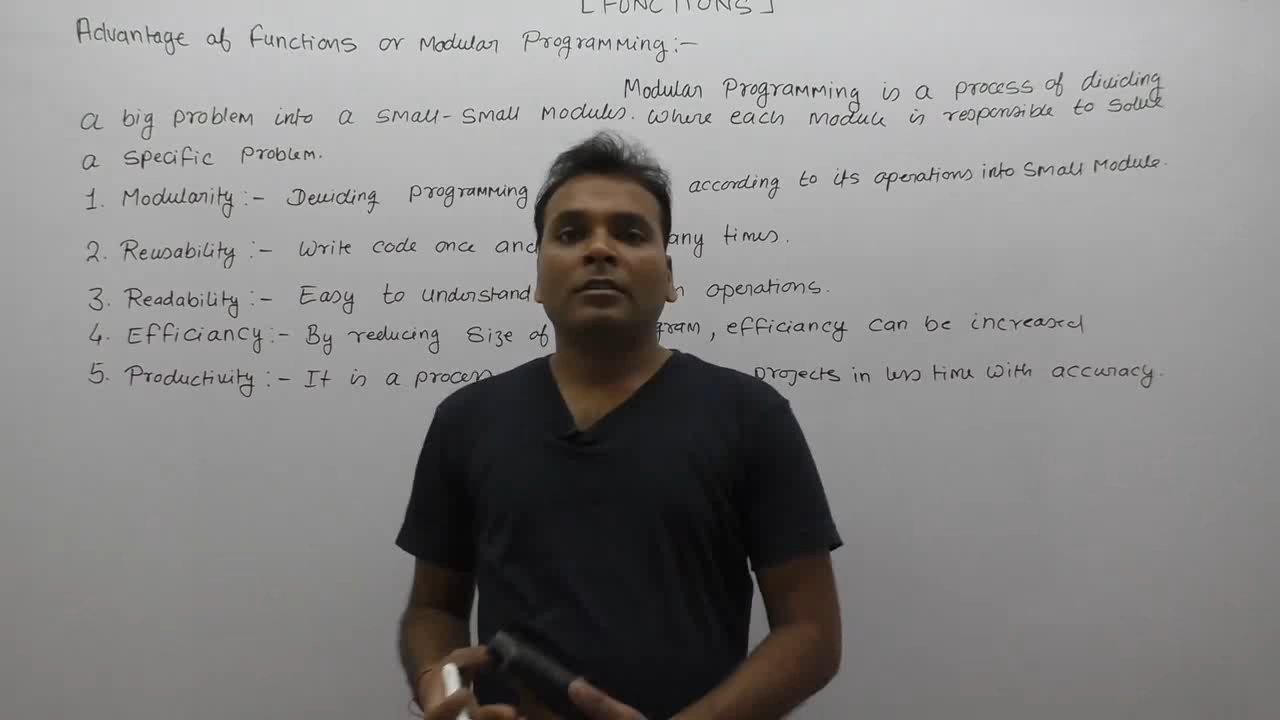 [FUNCTIONS]
Advantage of Functions or Modular Programming:-
Modular Programming is a process of dividing
a big problem into a small-small modules. where each module is responsible to solve
a specific problem.
1. Modularity:- Deviding programming according to its operations into small module.
2. Reusability:- Write code once and any times.
3. Readability:- Easy to understand operations.
4. Efficiancy:- By reducing size of gram, efficiancy can be increased
5. Productivity:- It is a process projects in less time with accuracy.